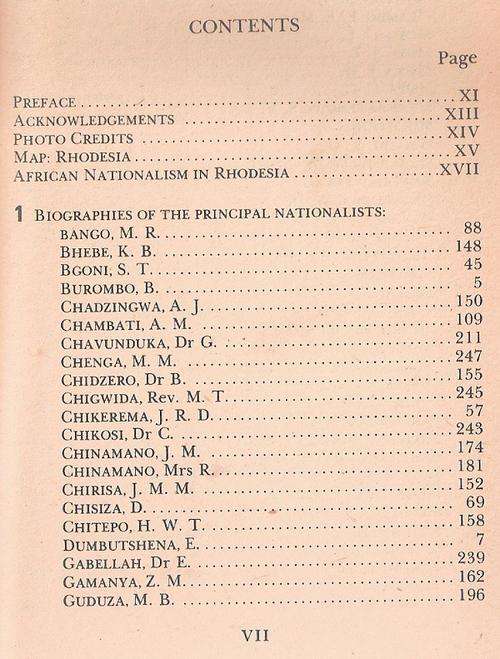 CONTENTS
Page
PREFACE ........................................................ XI
ACKNOWLEDGEMENTS ........................................ XIII
PHOTO CREDITS ............................................. XIV
MAP: RHODESIA .............................................. XV
AFRICAN NATIONALISM IN RHODESIA ....................... XVII
1 BIOGRAPHIES OF THE PRINCIPAL NATIONALISTS:
BANGO, M. R. .............................................. 88
BHEBE, K. B. .............................................. 148
BGONI, S. T. .............................................. 45
BUROMBO, B. .............................................. 5
CHADZINGWA, A. J. ........................................ 150
CHAMBATI, A. M. .......................................... 109
CHAVUNDUKA, Dr G. ........................................ 211
CHENGA, M. M. ............................................ 247
CHIDZERO, Dr B. .......................................... 155
CHIGWIDA, Rev. M. T. ..................................... 245
CHIKEREMA, J. R. D. ...................................... 57
CHIKOSI, Dr C. ........................................... 243
CHINAMANO, J. M. ......................................... 174
CHINAMANO, Mrs R. ........................................ 181
CHIRISA, J. M. M. ........................................ 152
CHISIZA, D. .............................................. 69
CHITEPO, H. W. T. ........................................ 158
DUMBUTSHENA, E. .......................................... 7
GABELLAH, Dr E. .......................................... 239
GAMANYA, Z. M. ........................................... 162
GUDUZA, M. B. ............................................ 196
VII